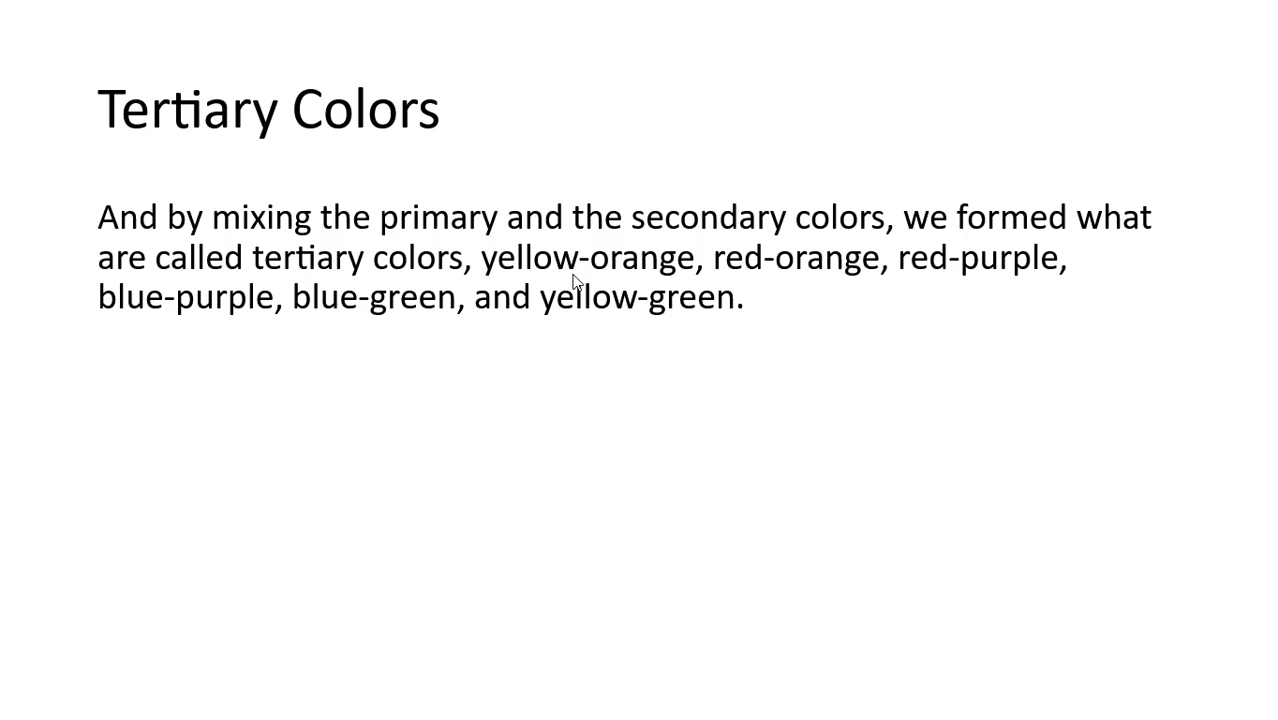 Tertiary Colors
And by mixing the primary and the secondary colors, we formed what
are called tertiary colors, yellow-orange, red-orange, red-purple,
blue-purple, blue-green, and yellow-green.